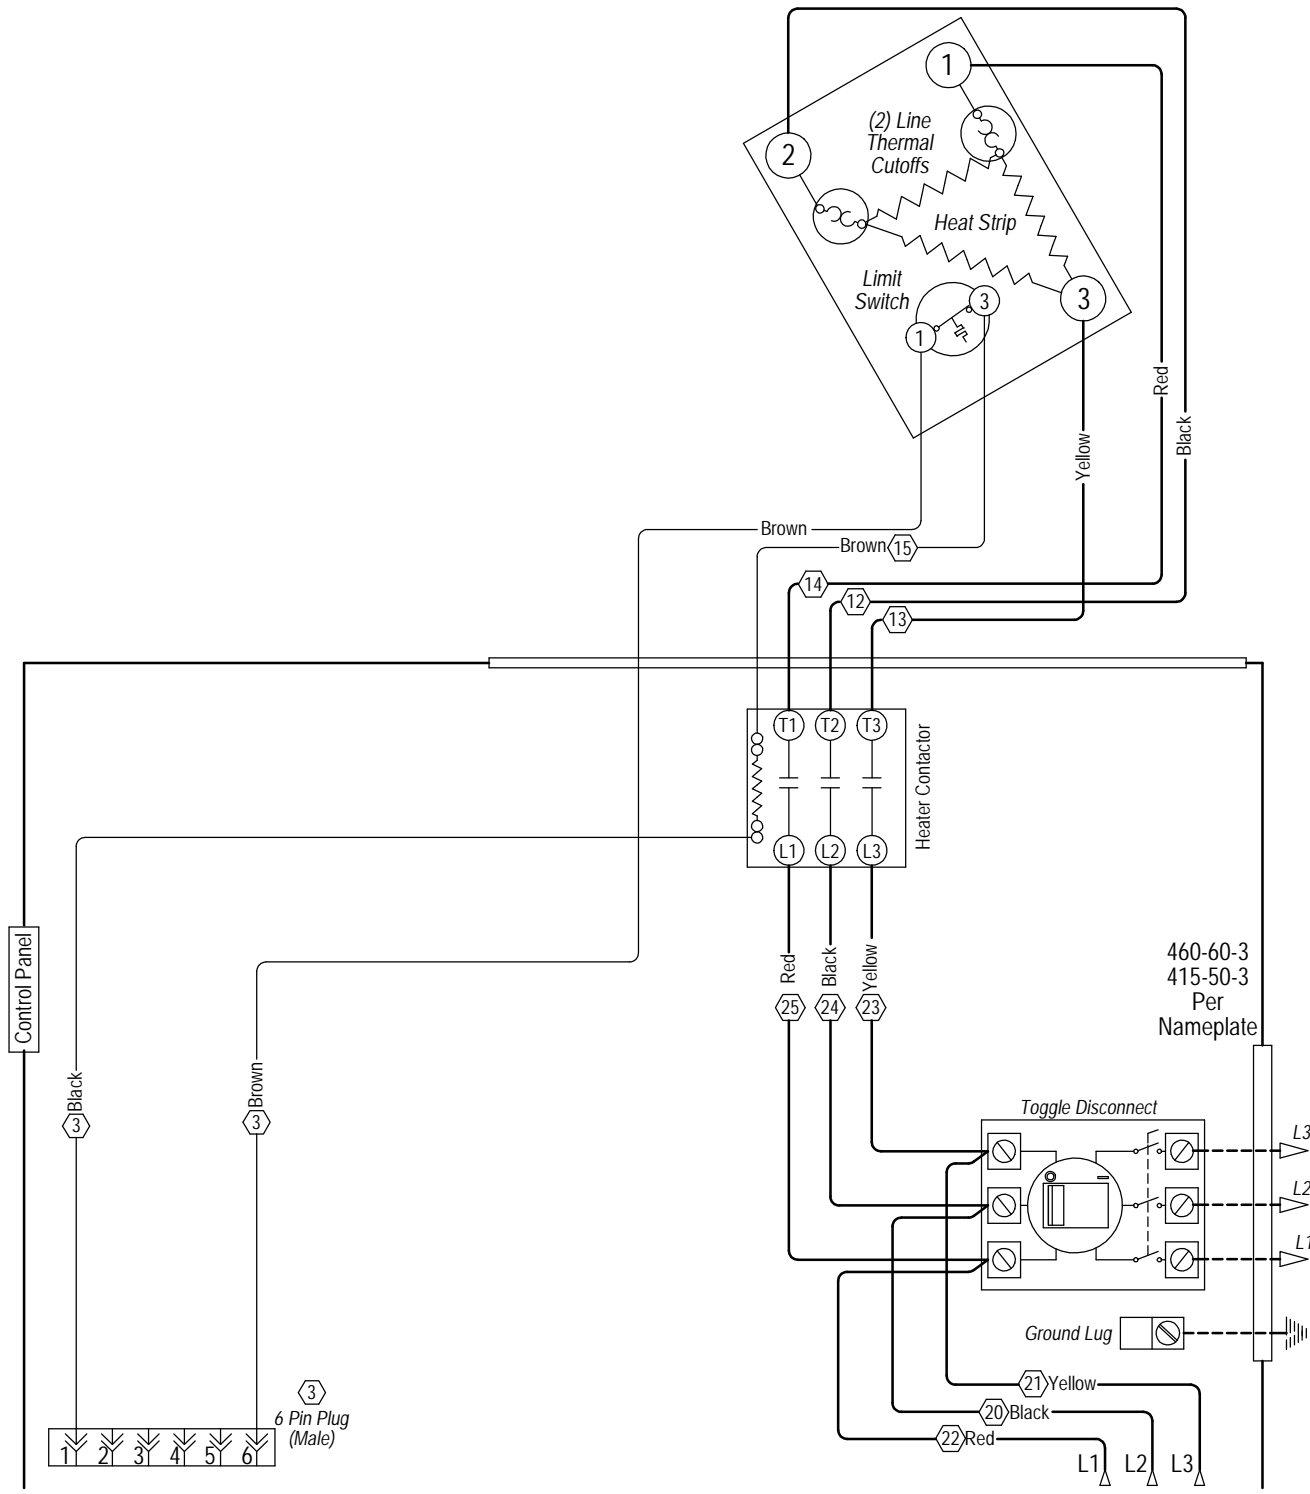 1
(2) Line
Thermal
Cutoffs
2
Heat Strip
Limit
Switch
3
3
1
Red
Black
Yellow
Brown
Brown 15
14
12
13
T1 T2 T3
Heater Contactor
L1 L2 L3
Control Panel
Red Black Yellow
25 24 23
460-60-3
415-50-3
Per
Nameplate
Black
3
Brown
3
Toggle Disconnect
L3
L2
L1
Ground Lug
21 Yellow
20 Black
22 Red
3
6 Pin Plug
(Male)
1 2 3 4 5 6
L1 L2 L3